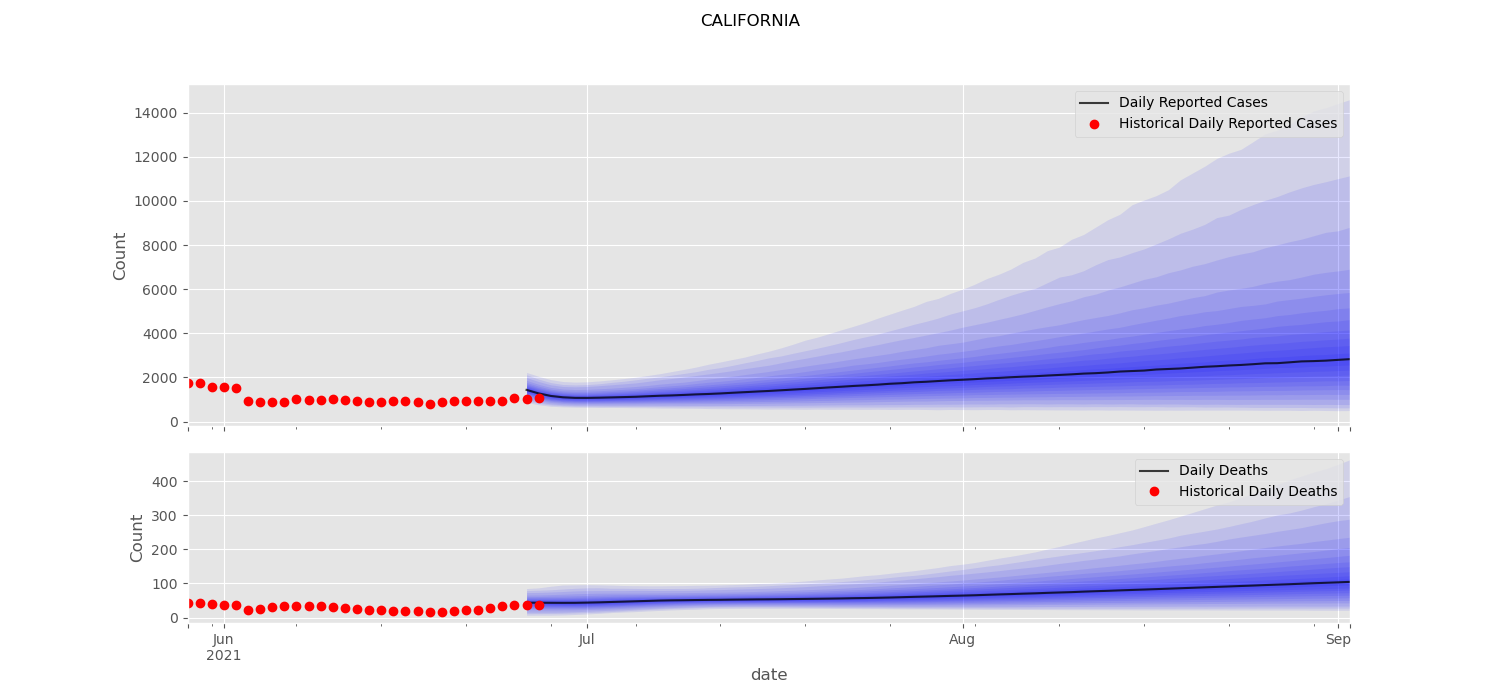 CALIFORNIA
14000
12000
10000
8000
6000
4000
2000
0
Count
Daily Reported Cases
Historical Daily Reported Cases
400
300
200
100
0
Count
Daily Deaths
Historical Daily Deaths
Jun
2021
Jul
Aug
Sep
date